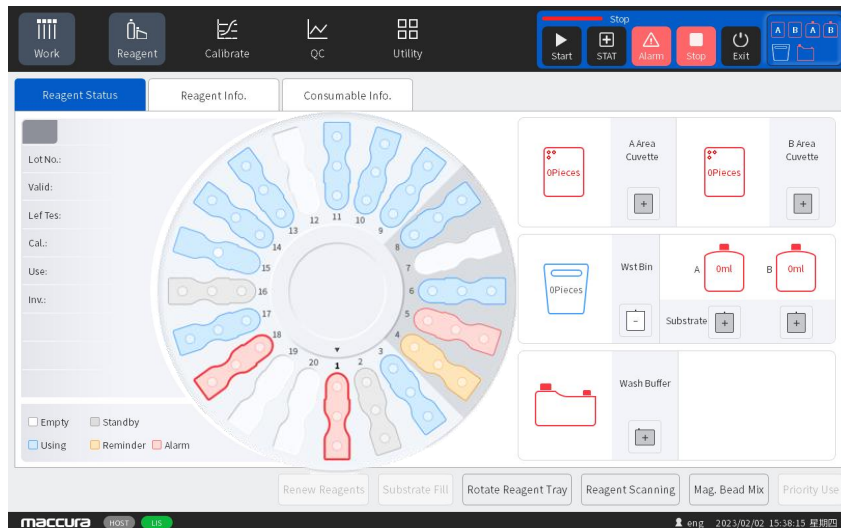 Work
Reagent
Calibrate
QC
Utility
Stop
Start
STAT
Alarm
Stop
Exit
A B A B
Reagent Status
Reagent Info.
Consumable Info.
Lot No.:
Valid:
Lef Tes:
Cal.:
Use:
Inv.:
Empty
Standby
Using
Reminder
Alarm
1
2
3
4
5
6
7
8
9
10
11
12
13
14
15
16
17
18
19
20
0Pieces
A Area
Cuvette
+
0Pieces
B Area
Cuvette
+
0Pieces
Wst Bin
-
A
0ml
B
0ml
Substrate
+
+
Wash Buffer
+
Renew Reagents
Substrate Fill
Rotate Reagent Tray
Reagent Scanning
Mag. Bead Mix
Priority Use
maccura
HOST
LIS
eng
2023/02/02 15:38:15 星期四